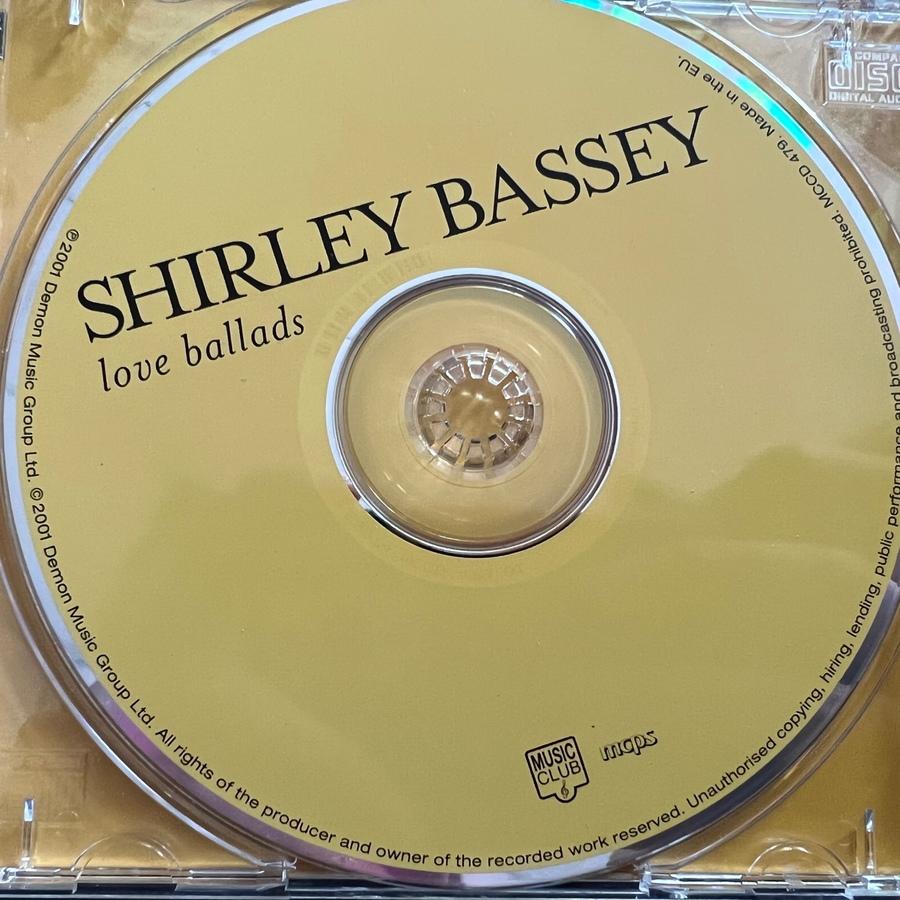 SHIRLEY BASSEY
love ballads
℗2001 Demon Music Group Ltd. © 2001 Demon Music Group Ltd. All rights of the producer and owner of the recorded work reserved. Unauthorised copying, hiring, lending, public performance and broadcasting prohibited. MCCD 479. Made in the EU.
MUSIC
CLUB
mcps
DIGITAL